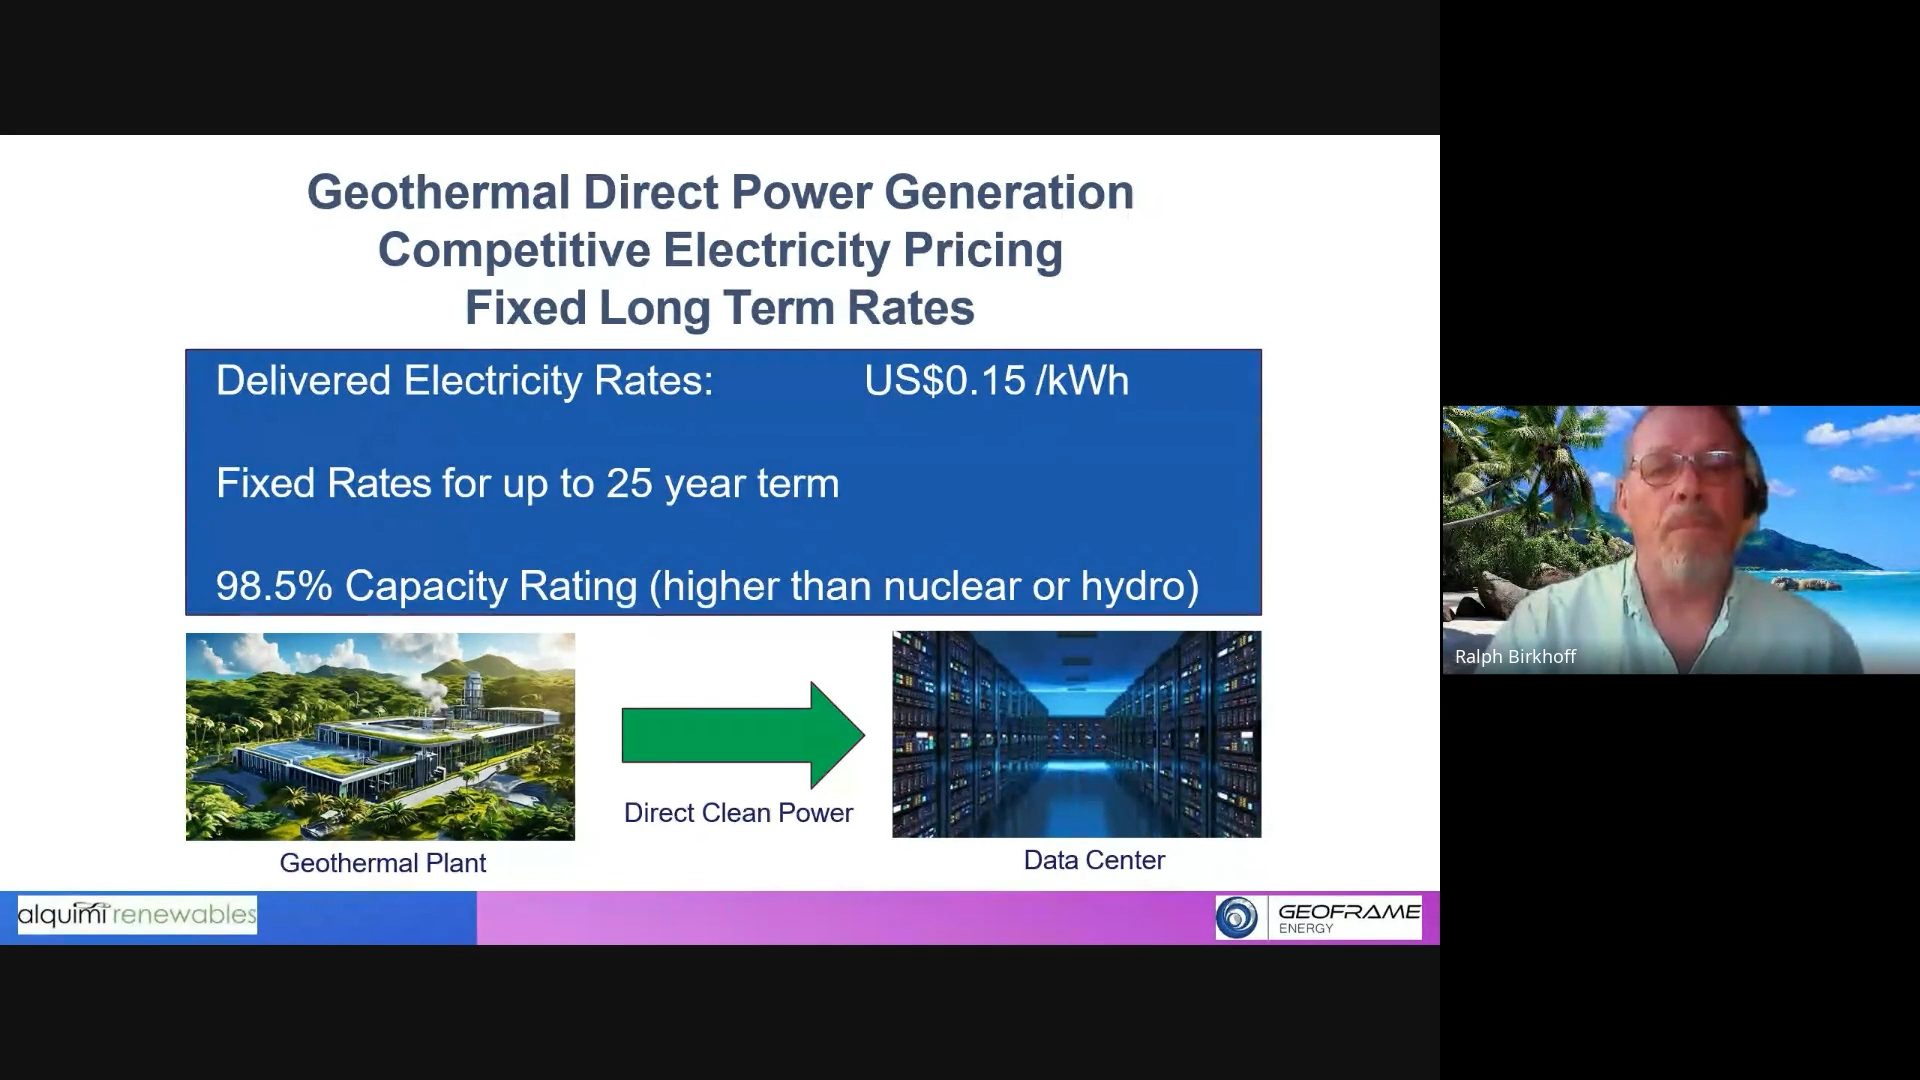 Geothermal Direct Power Generation
Competitive Electricity Pricing
Fixed Long Term Rates
Delivered Electricity Rates: US$0.15 /kWh
Fixed Rates for up to 25 year term
98.5% Capacity Rating (higher than nuclear or hydro)
Direct Clean Power
Geothermal Plant
Data Center
alquimi renewables
GEOFRAME
ENERGY
Ralph Birkhoff